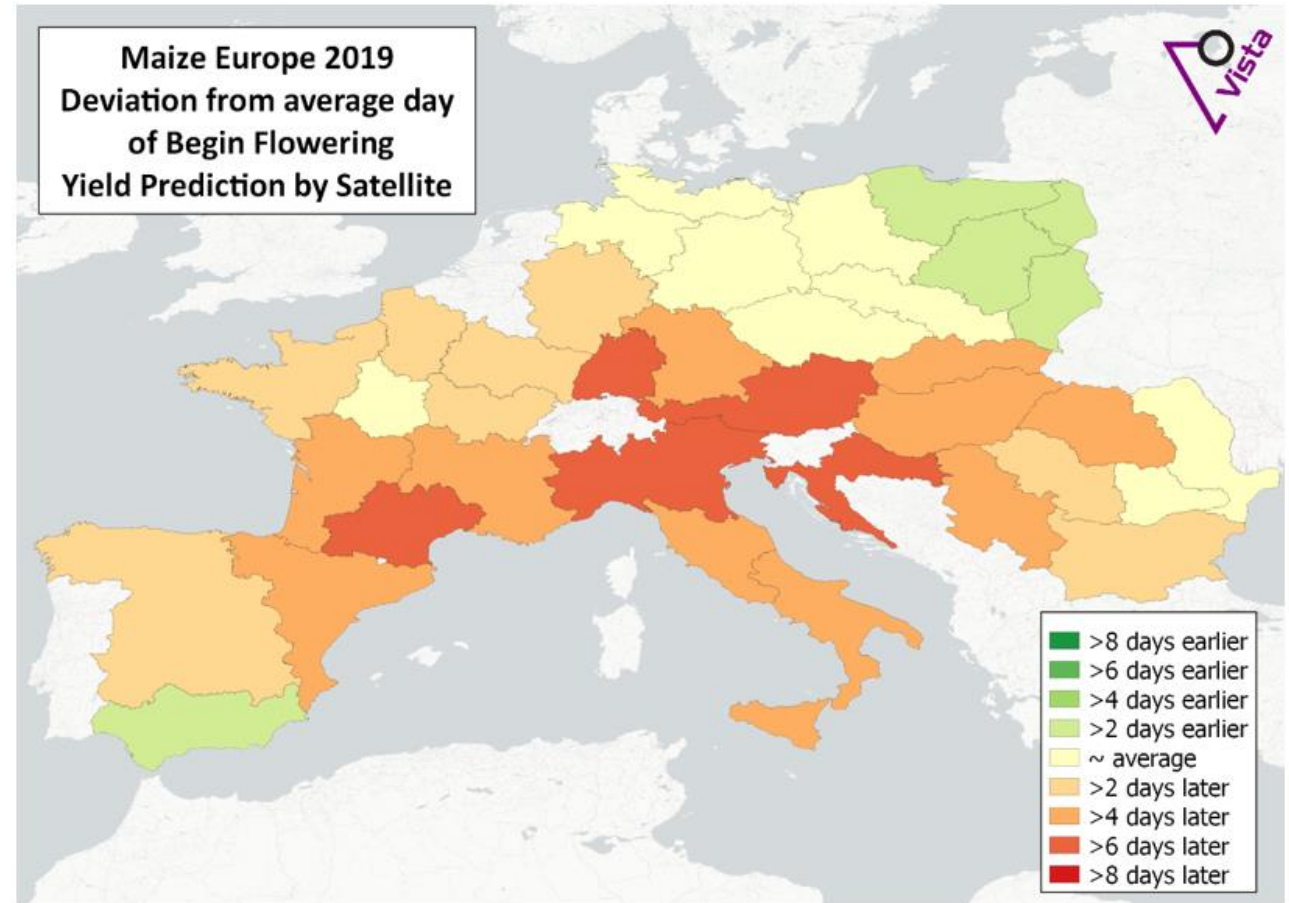 Maize Europe 2019
Deviation from average day
of Begin Flowering
Yield Prediction by Satellite
Vista
>8 days earlier
>6 days earlier
>4 days earlier
>2 days earlier
~ average
>2 days later
>4 days later
>6 days later
>8 days later